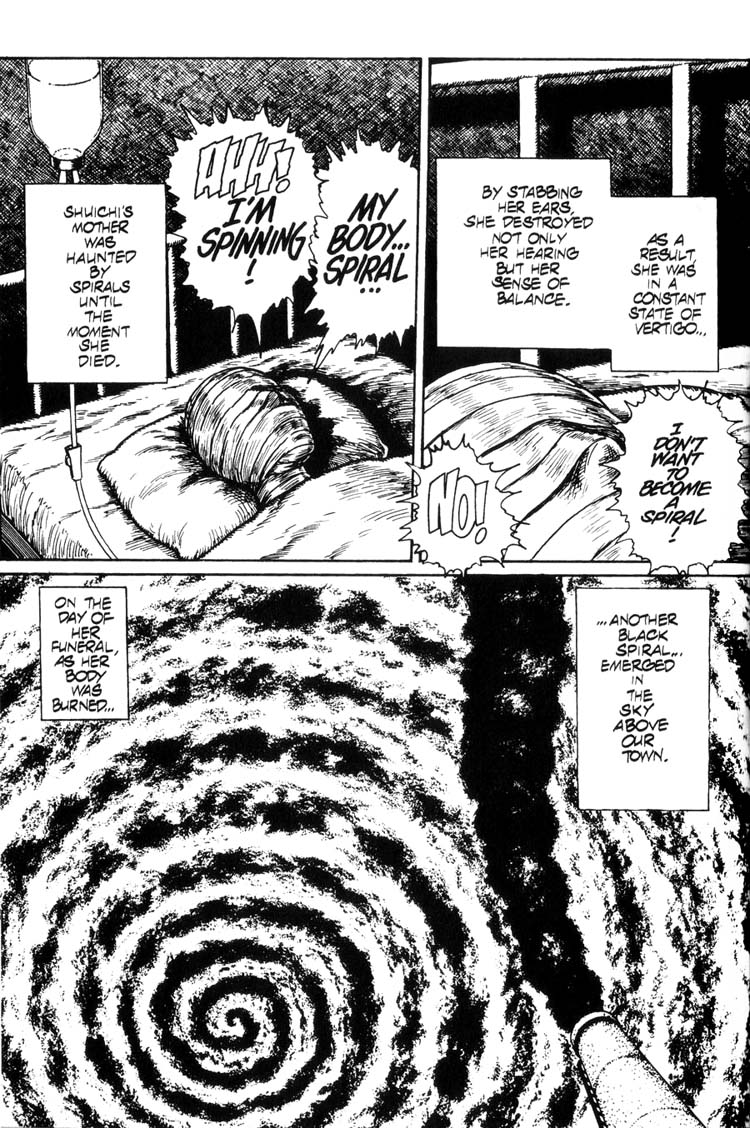 SHUICHI'S
MOTHER
WAS
HAUNTED
BY
SPIRALS
UNTIL
THE
MOMENT
SHE
DIED.
AHH!
I'M
SPINNING
!
MY
BODY...
SPIRAL
...
BY STABBING
HER EARS,
SHE DESTROYED
NOT ONLY
HER HEARING
BUT HER
SENSE OF
BALANCE.
AS A
RESULT,
SHE WAS
IN A
CONSTANT
STATE OF
VERTIGO...
NO!
I
DON'T
WANT
TO
BECOME
A
SPIRAL
!
ON THE
DAY OF
HER
FUNERAL,
AS HER
BODY
WAS
BURNED...
...ANOTHER
BLACK
SPIRAL...
EMERGED
IN
THE
SKY
ABOVE
OUR
TOWN.